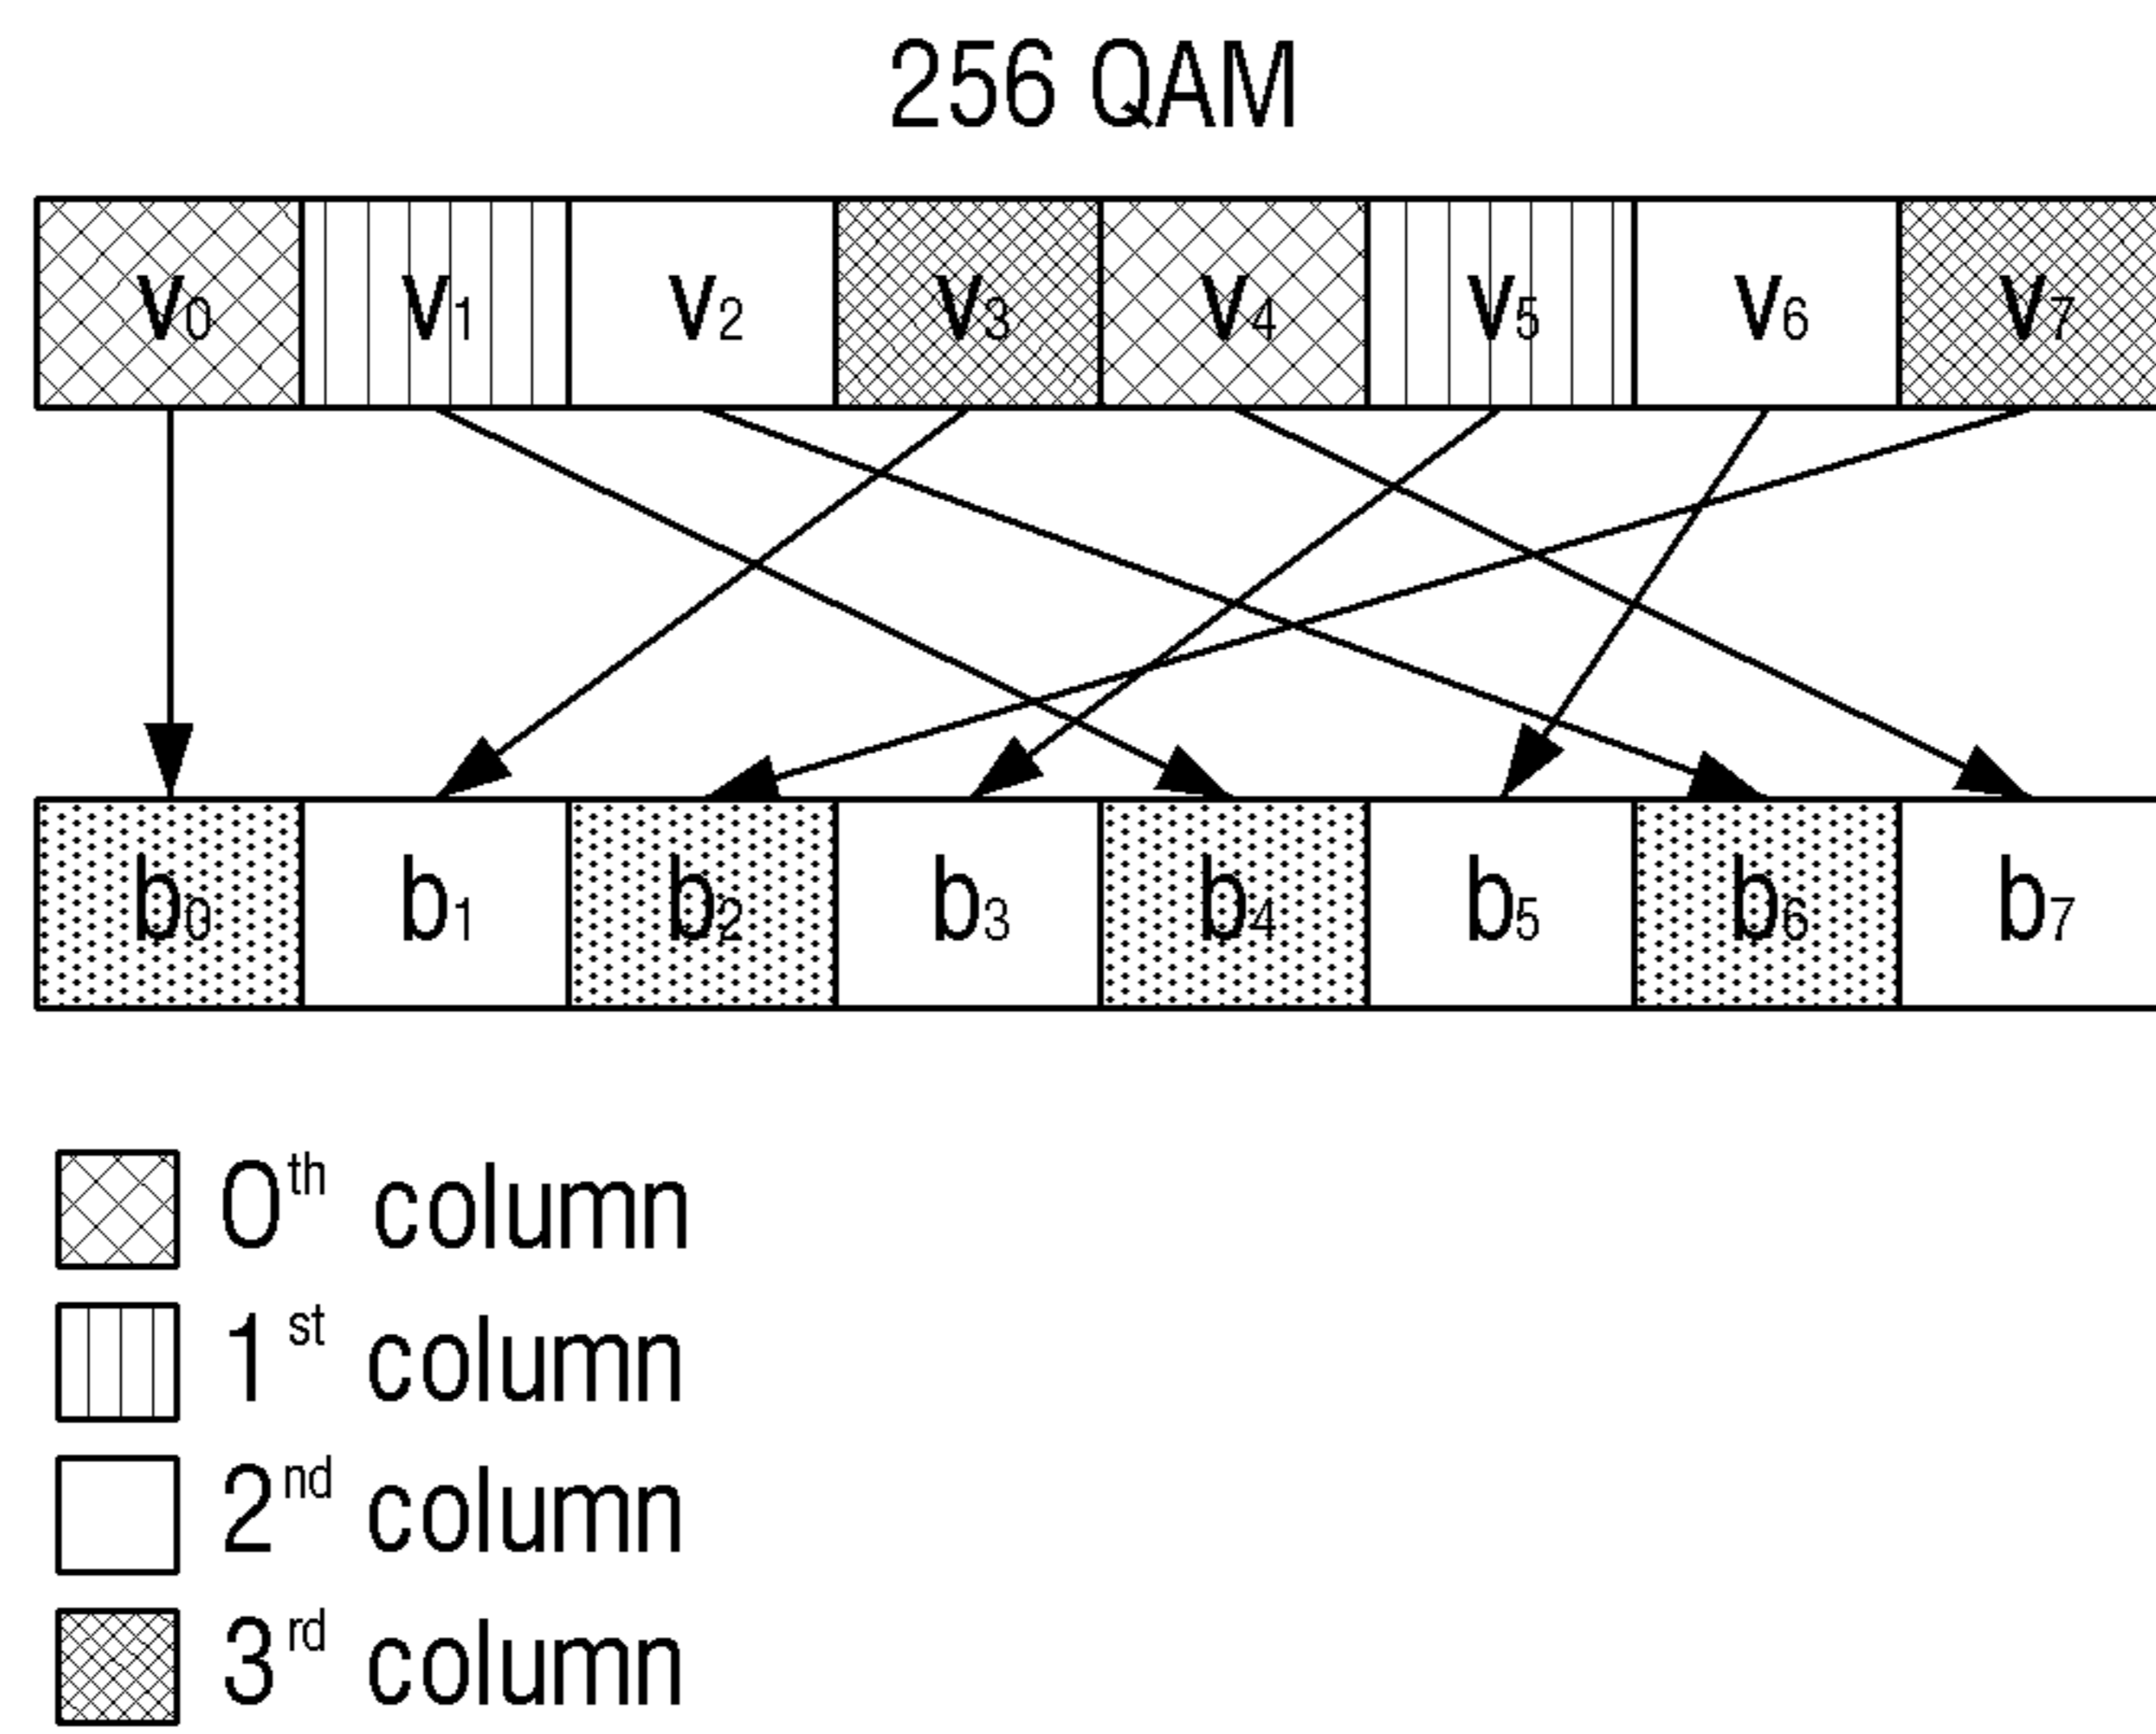 256 QAM
v0 v1 v2 v3 v4 v5 v6 v7
b0 b1 b2 b3 b4 b5 b6 b7
0th column
1st column
2nd column
3rd column